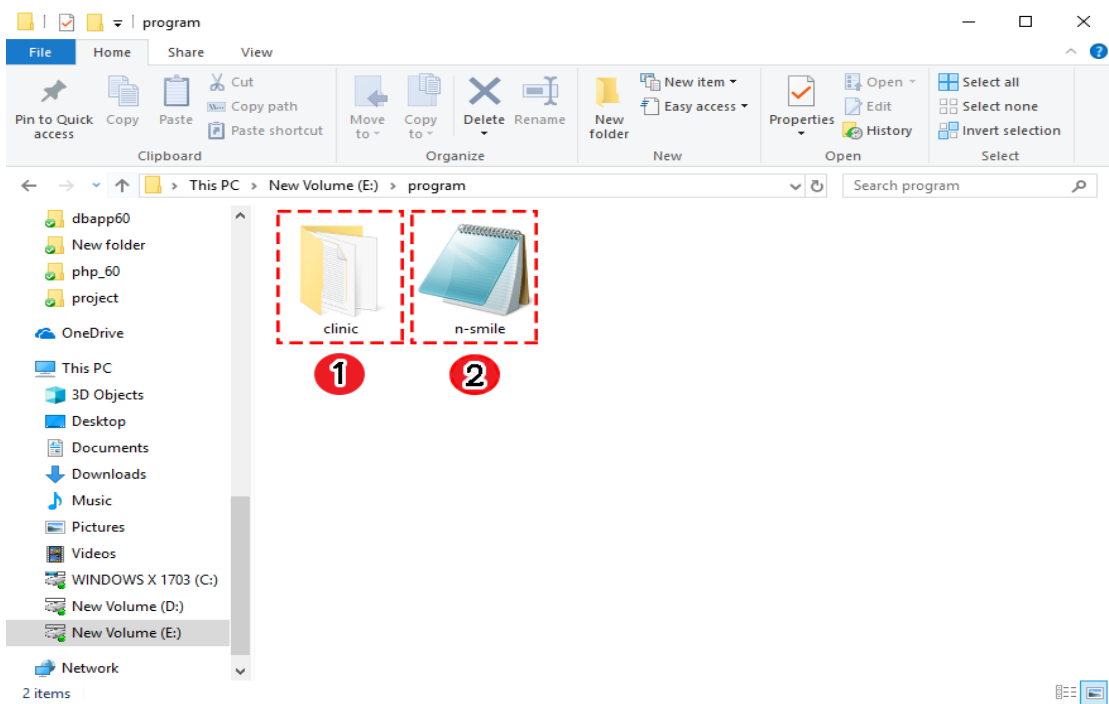 program
File Home Share View
Pin to Quick access
Copy
Paste
Cut
Copy path
Paste shortcut
Clipboard
Move to
Copy to
Delete
Rename
Organize
New folder
New item
Easy access
New
Properties
Open
Edit
History
Open
Select all
Select none
Invert selection
Select
This PC > New Volume (E:) > program
Search program
dbapp60
New folder
php_60
project
OneDrive
This PC
3D Objects
Desktop
Documents
Downloads
Music
Pictures
Videos
WINDOWS X 1703 (C:)
New Volume (D:)
New Volume (E:)
Network
clinic
n-smile
1
2
2 items